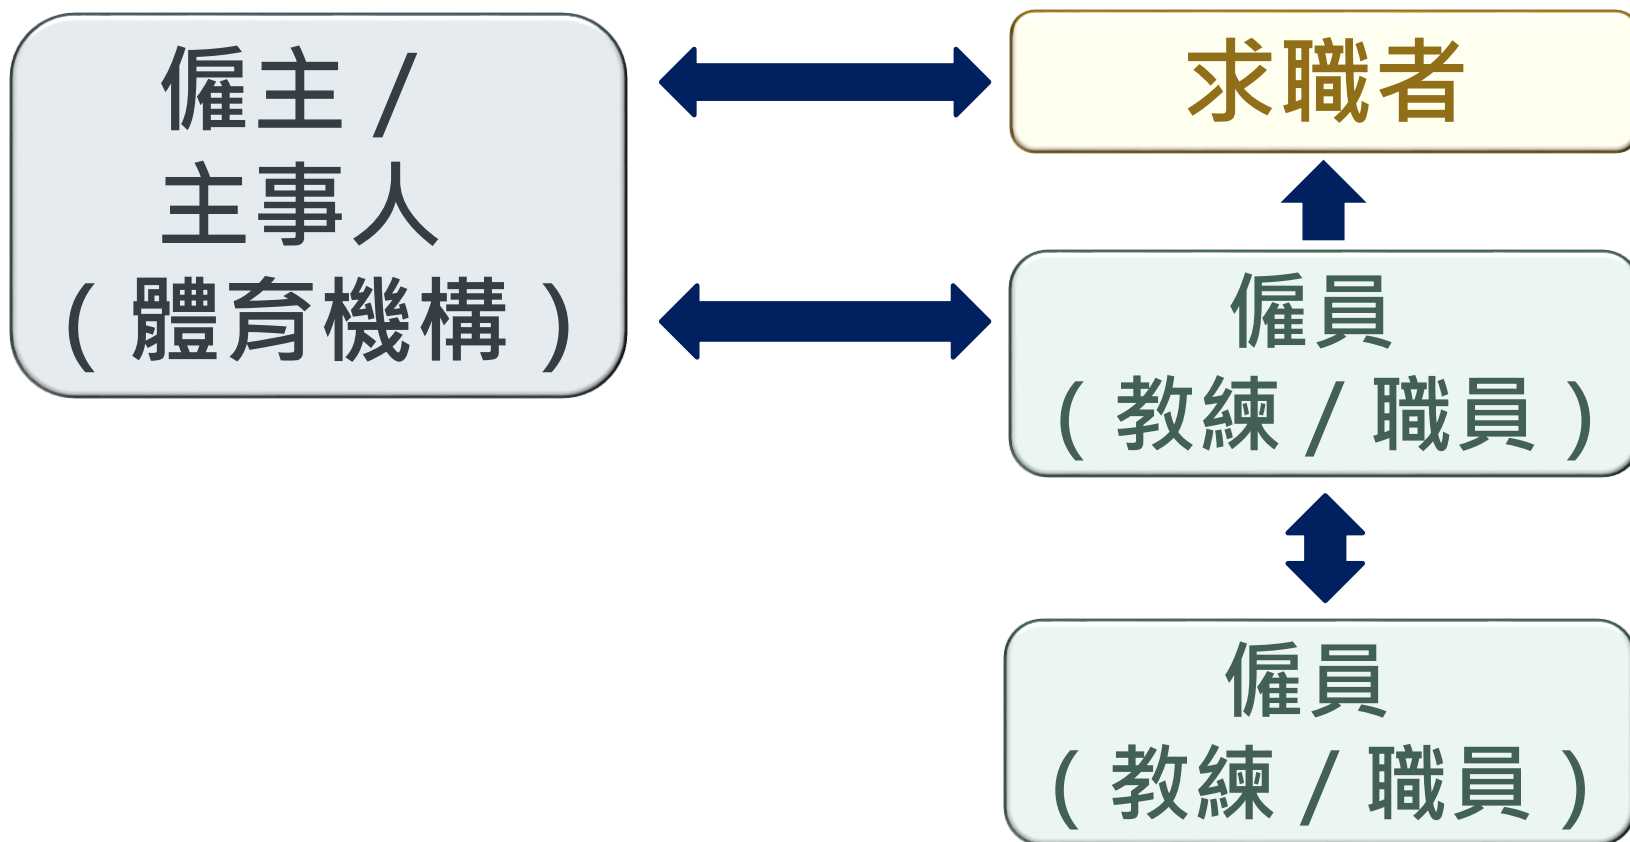 僱主 /
主事人
( 體育機構 )
求職者
僱員
( 教練 / 職員 )
僱員
( 教練 / 職員 )